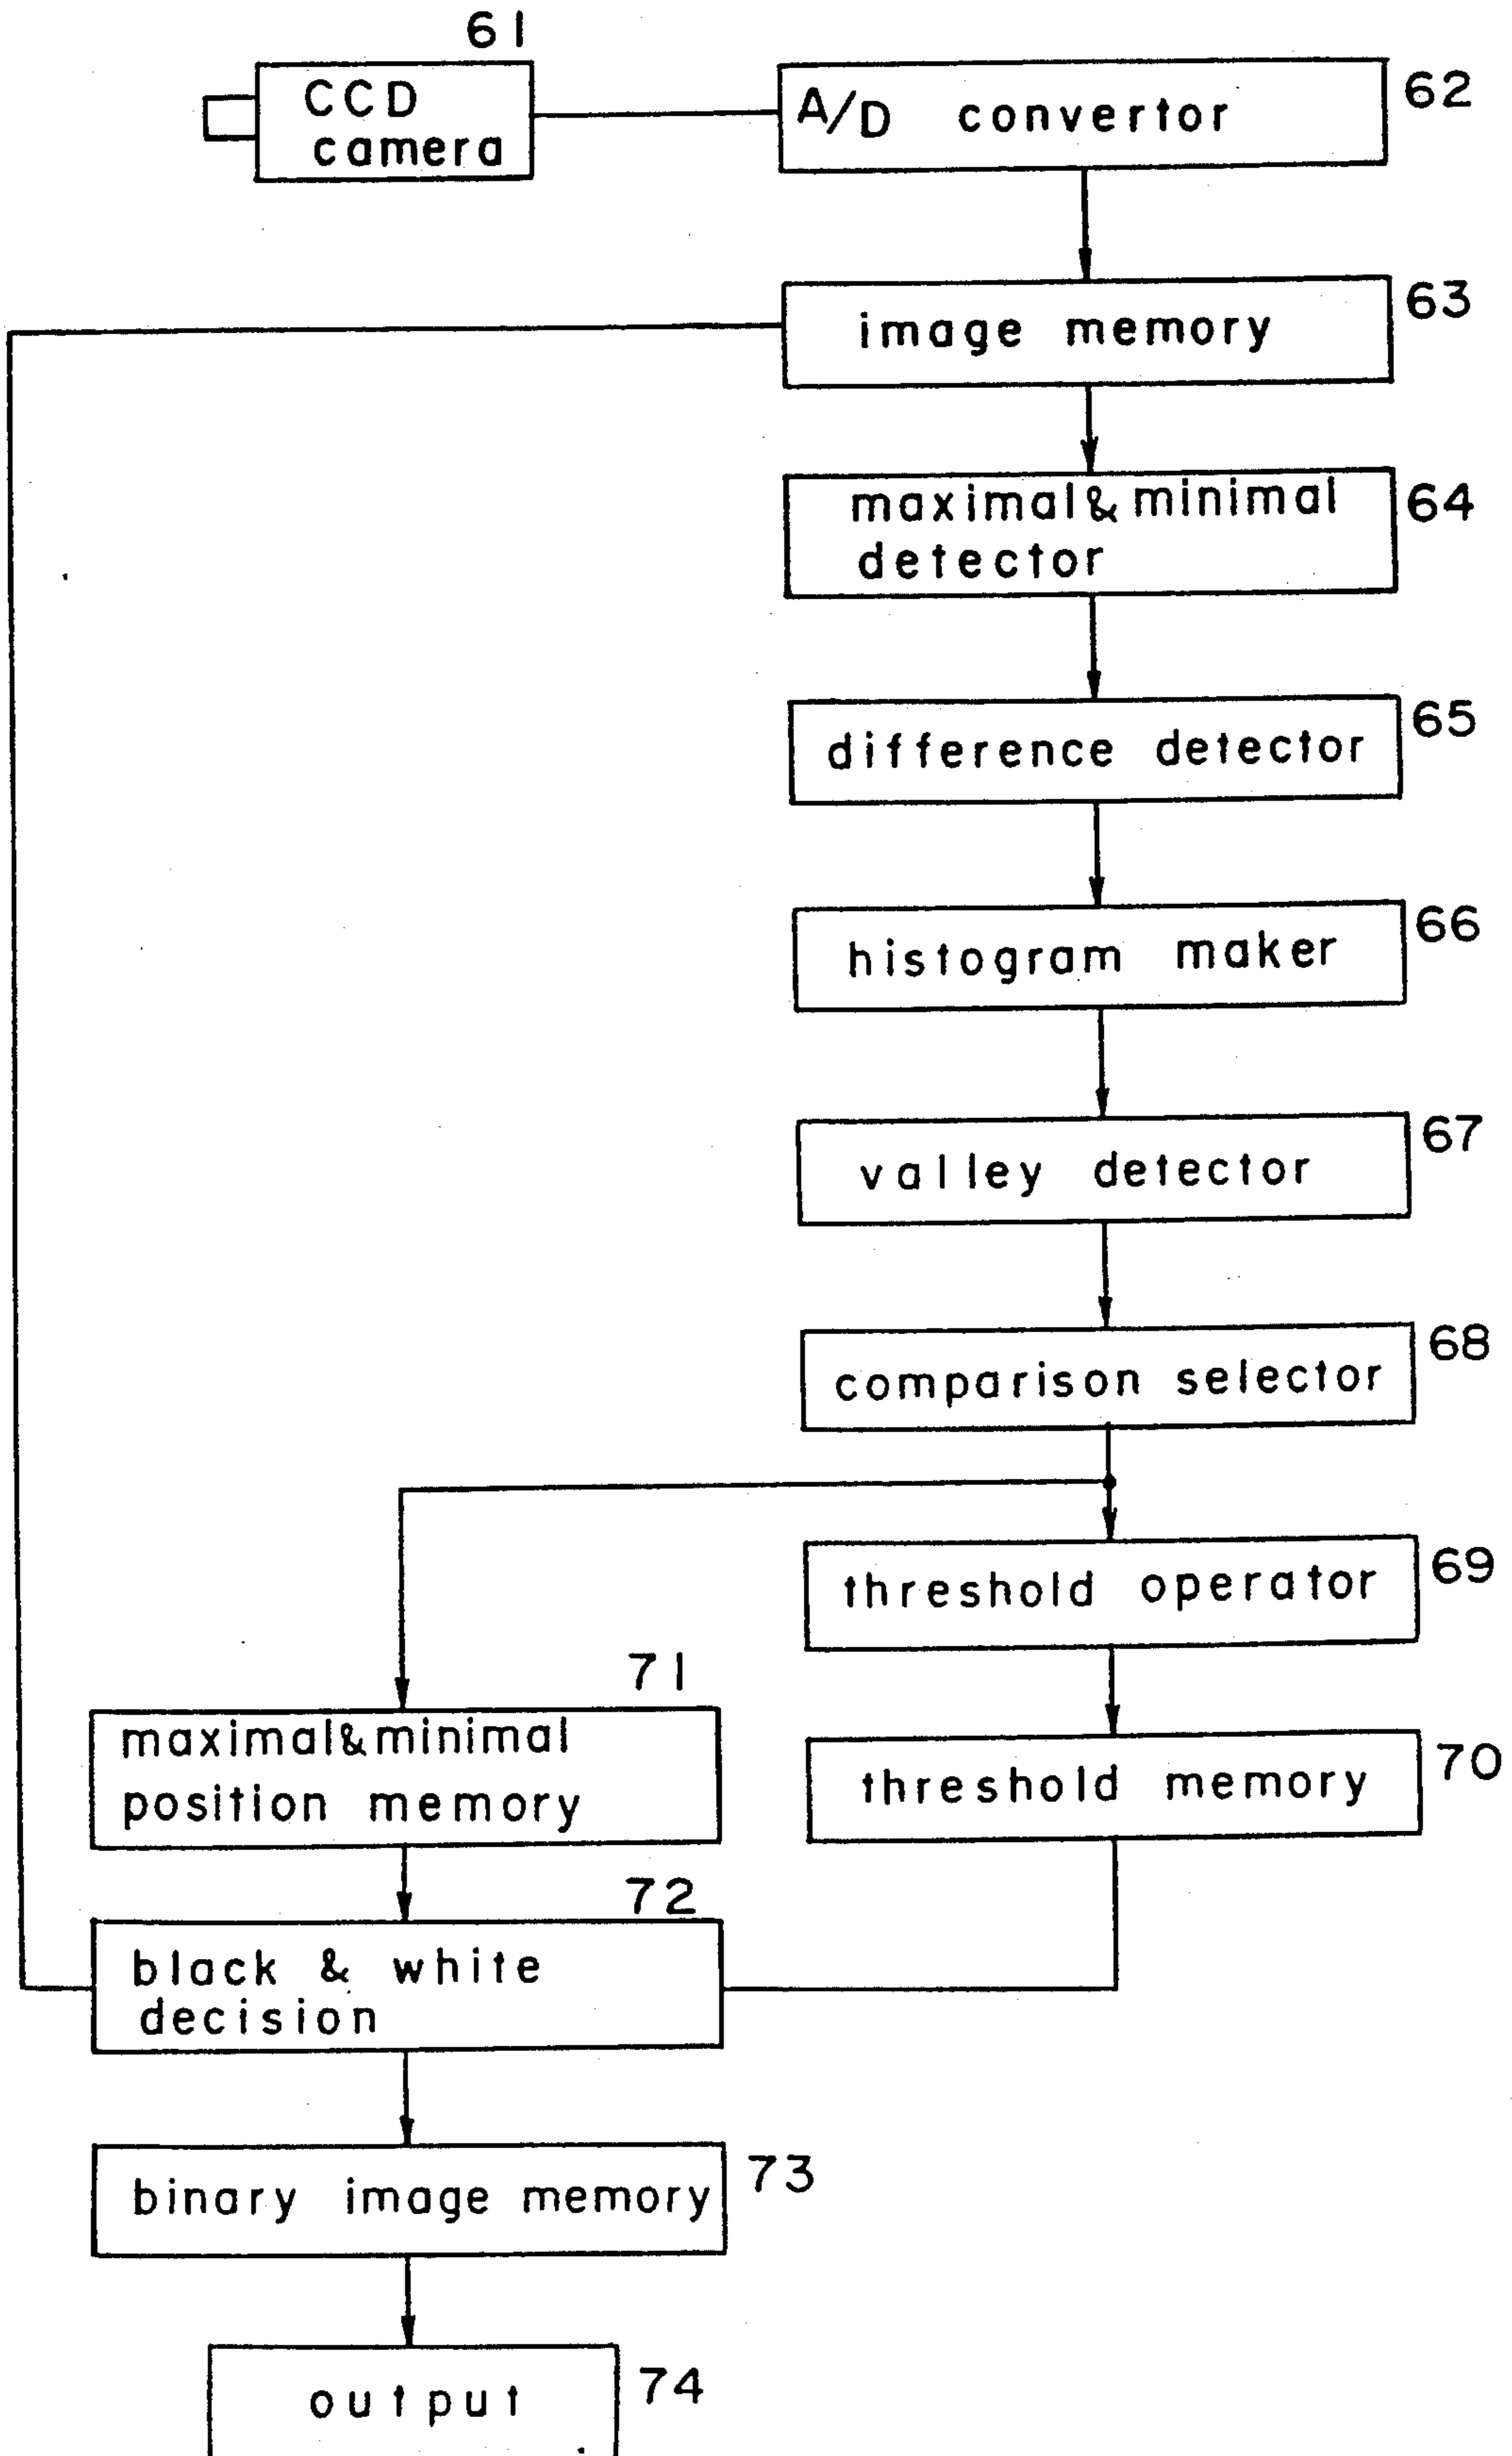 61
CCD
camera
A/D convertor
62
image memory
63
maximal & minimal
detector
64
difference detector
65
histogram maker
66
valley detector
67
comparison selector
68
threshold operator
69
threshold memory
70
71
maximal & minimal
position memory
72
black & white
decision
binary image memory
73
output
74